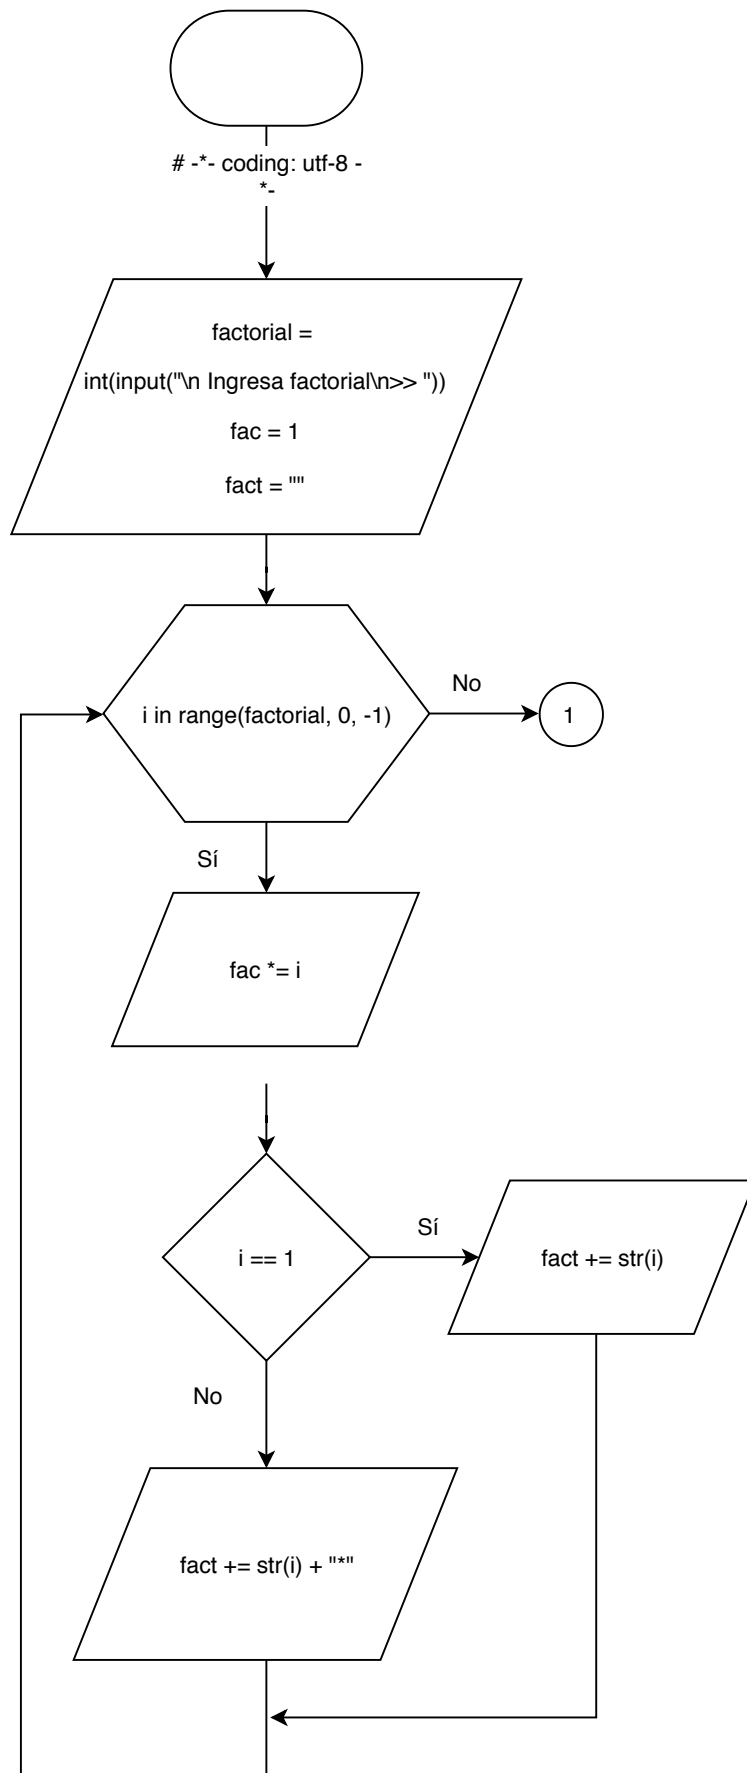 # -*- coding: utf-8 -
*-
factorial =
int(input("\n Ingresa factorial\n>> "))
fac = 1
fact = ""
i in range(factorial, 0, -1)
No
1
Sí
fac *= i
i == 1
Sí
fact += str(i)
No
fact += str(i) + "*"